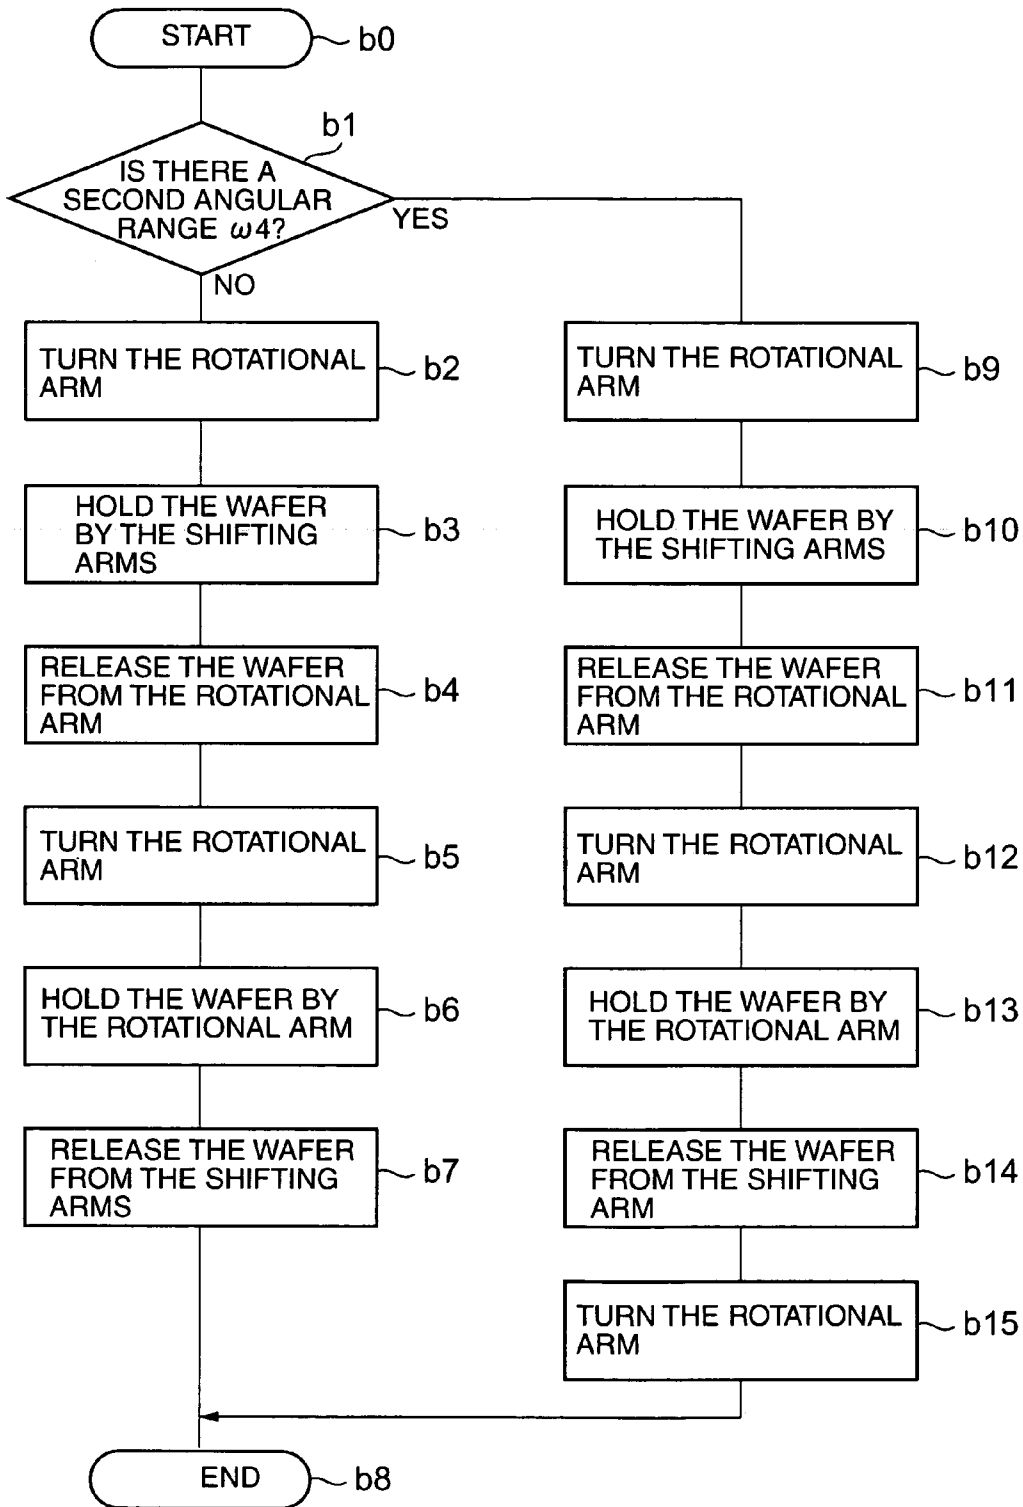 START
b0
b1
IS THERE A
SECOND ANGULAR
RANGE ω4?
YES
NO
TURN THE ROTATIONAL
ARM
b2
HOLD THE WAFER
BY THE SHIFTING
ARMS
b3
RELEASE THE WAFER
FROM THE ROTATIONAL
ARM
b4
TURN THE ROTATIONAL
ARM
b5
HOLD THE WAFER BY
THE ROTATIONAL ARM
b6
RELEASE THE WAFER
FROM THE SHIFTING
ARMS
b7
TURN THE ROTATIONAL
ARM
b9
HOLD THE WAFER BY
THE SHIFTING ARMS
b10
RELEASE THE WAFER
FROM THE ROTATIONAL
ARM
b11
TURN THE ROTATIONAL
ARM
b12
HOLD THE WAFER BY
THE ROTATIONAL ARM
b13
RELEASE THE WAFER
FROM THE SHIFTING
ARM
b14
TURN THE ROTATIONAL
ARM
b15
END
b8